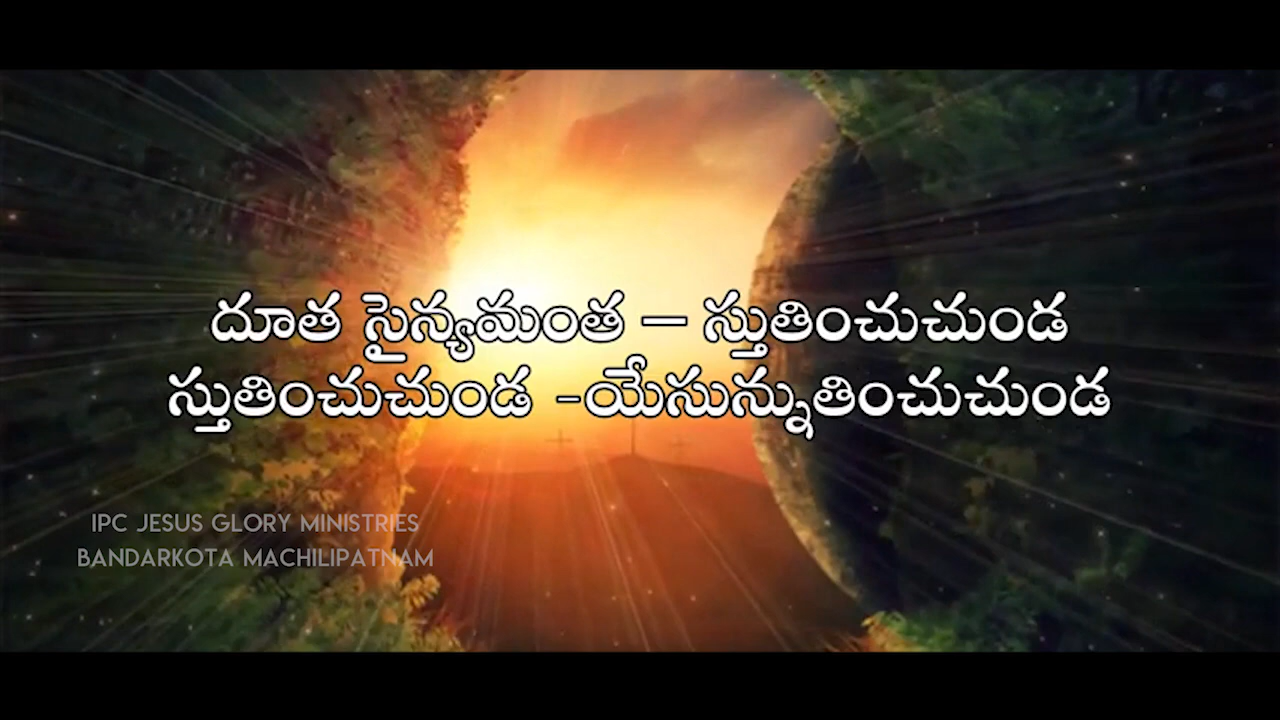 దూత సైన్యమంత – స్తుతించుచుండ
స్తుతించుచుండ -యేసున్నుతించుచుండ
IPC JESUS GLORY MINISTRIES
BANDARKOTA MACHILIPATNAM